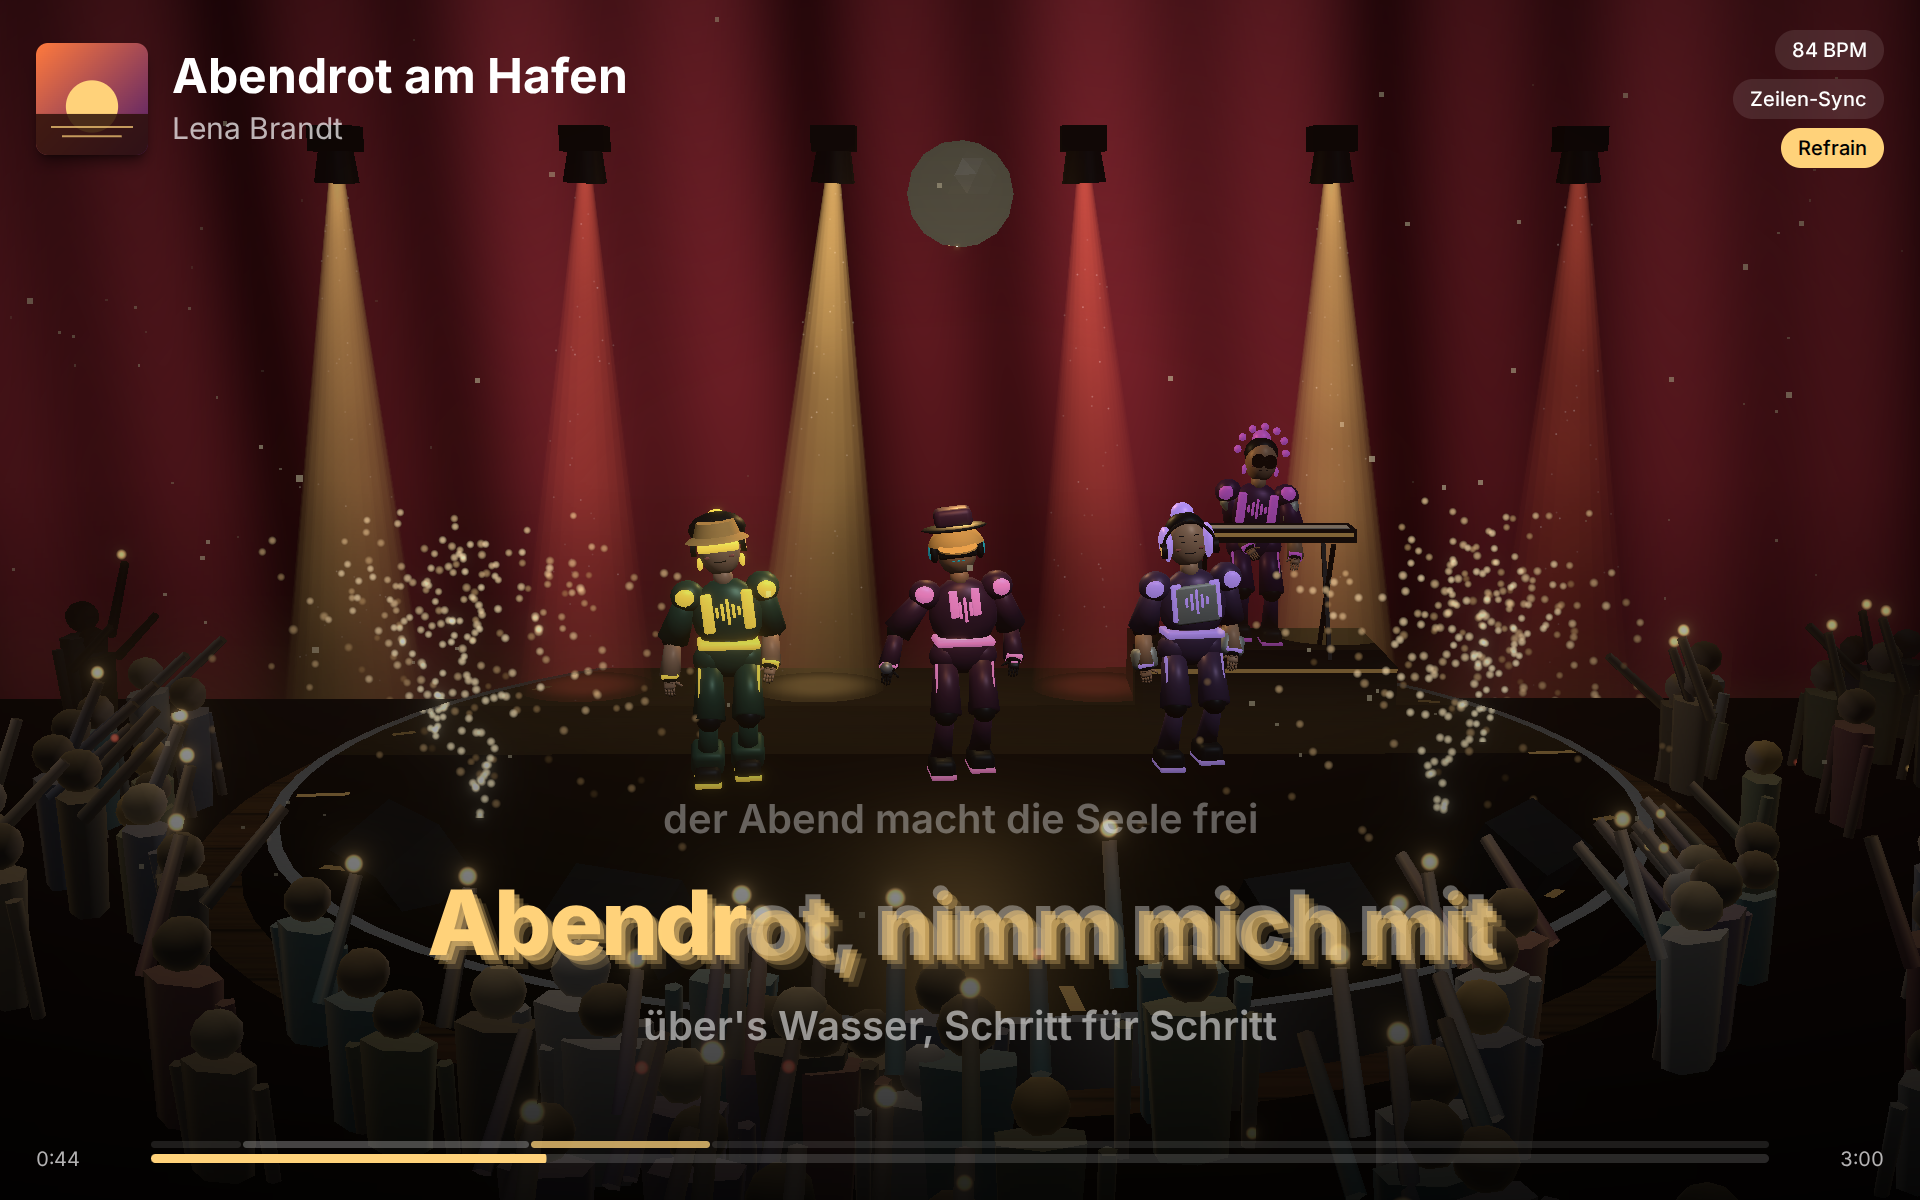 Abendrot am Hafen
Lena Brandt
84 BPM
Zeilen-Sync
Refrain
der Abend macht die Seele frei
Abendrot, nimm mich mit
über's Wasser, Schritt für Schritt
0:44
3:00